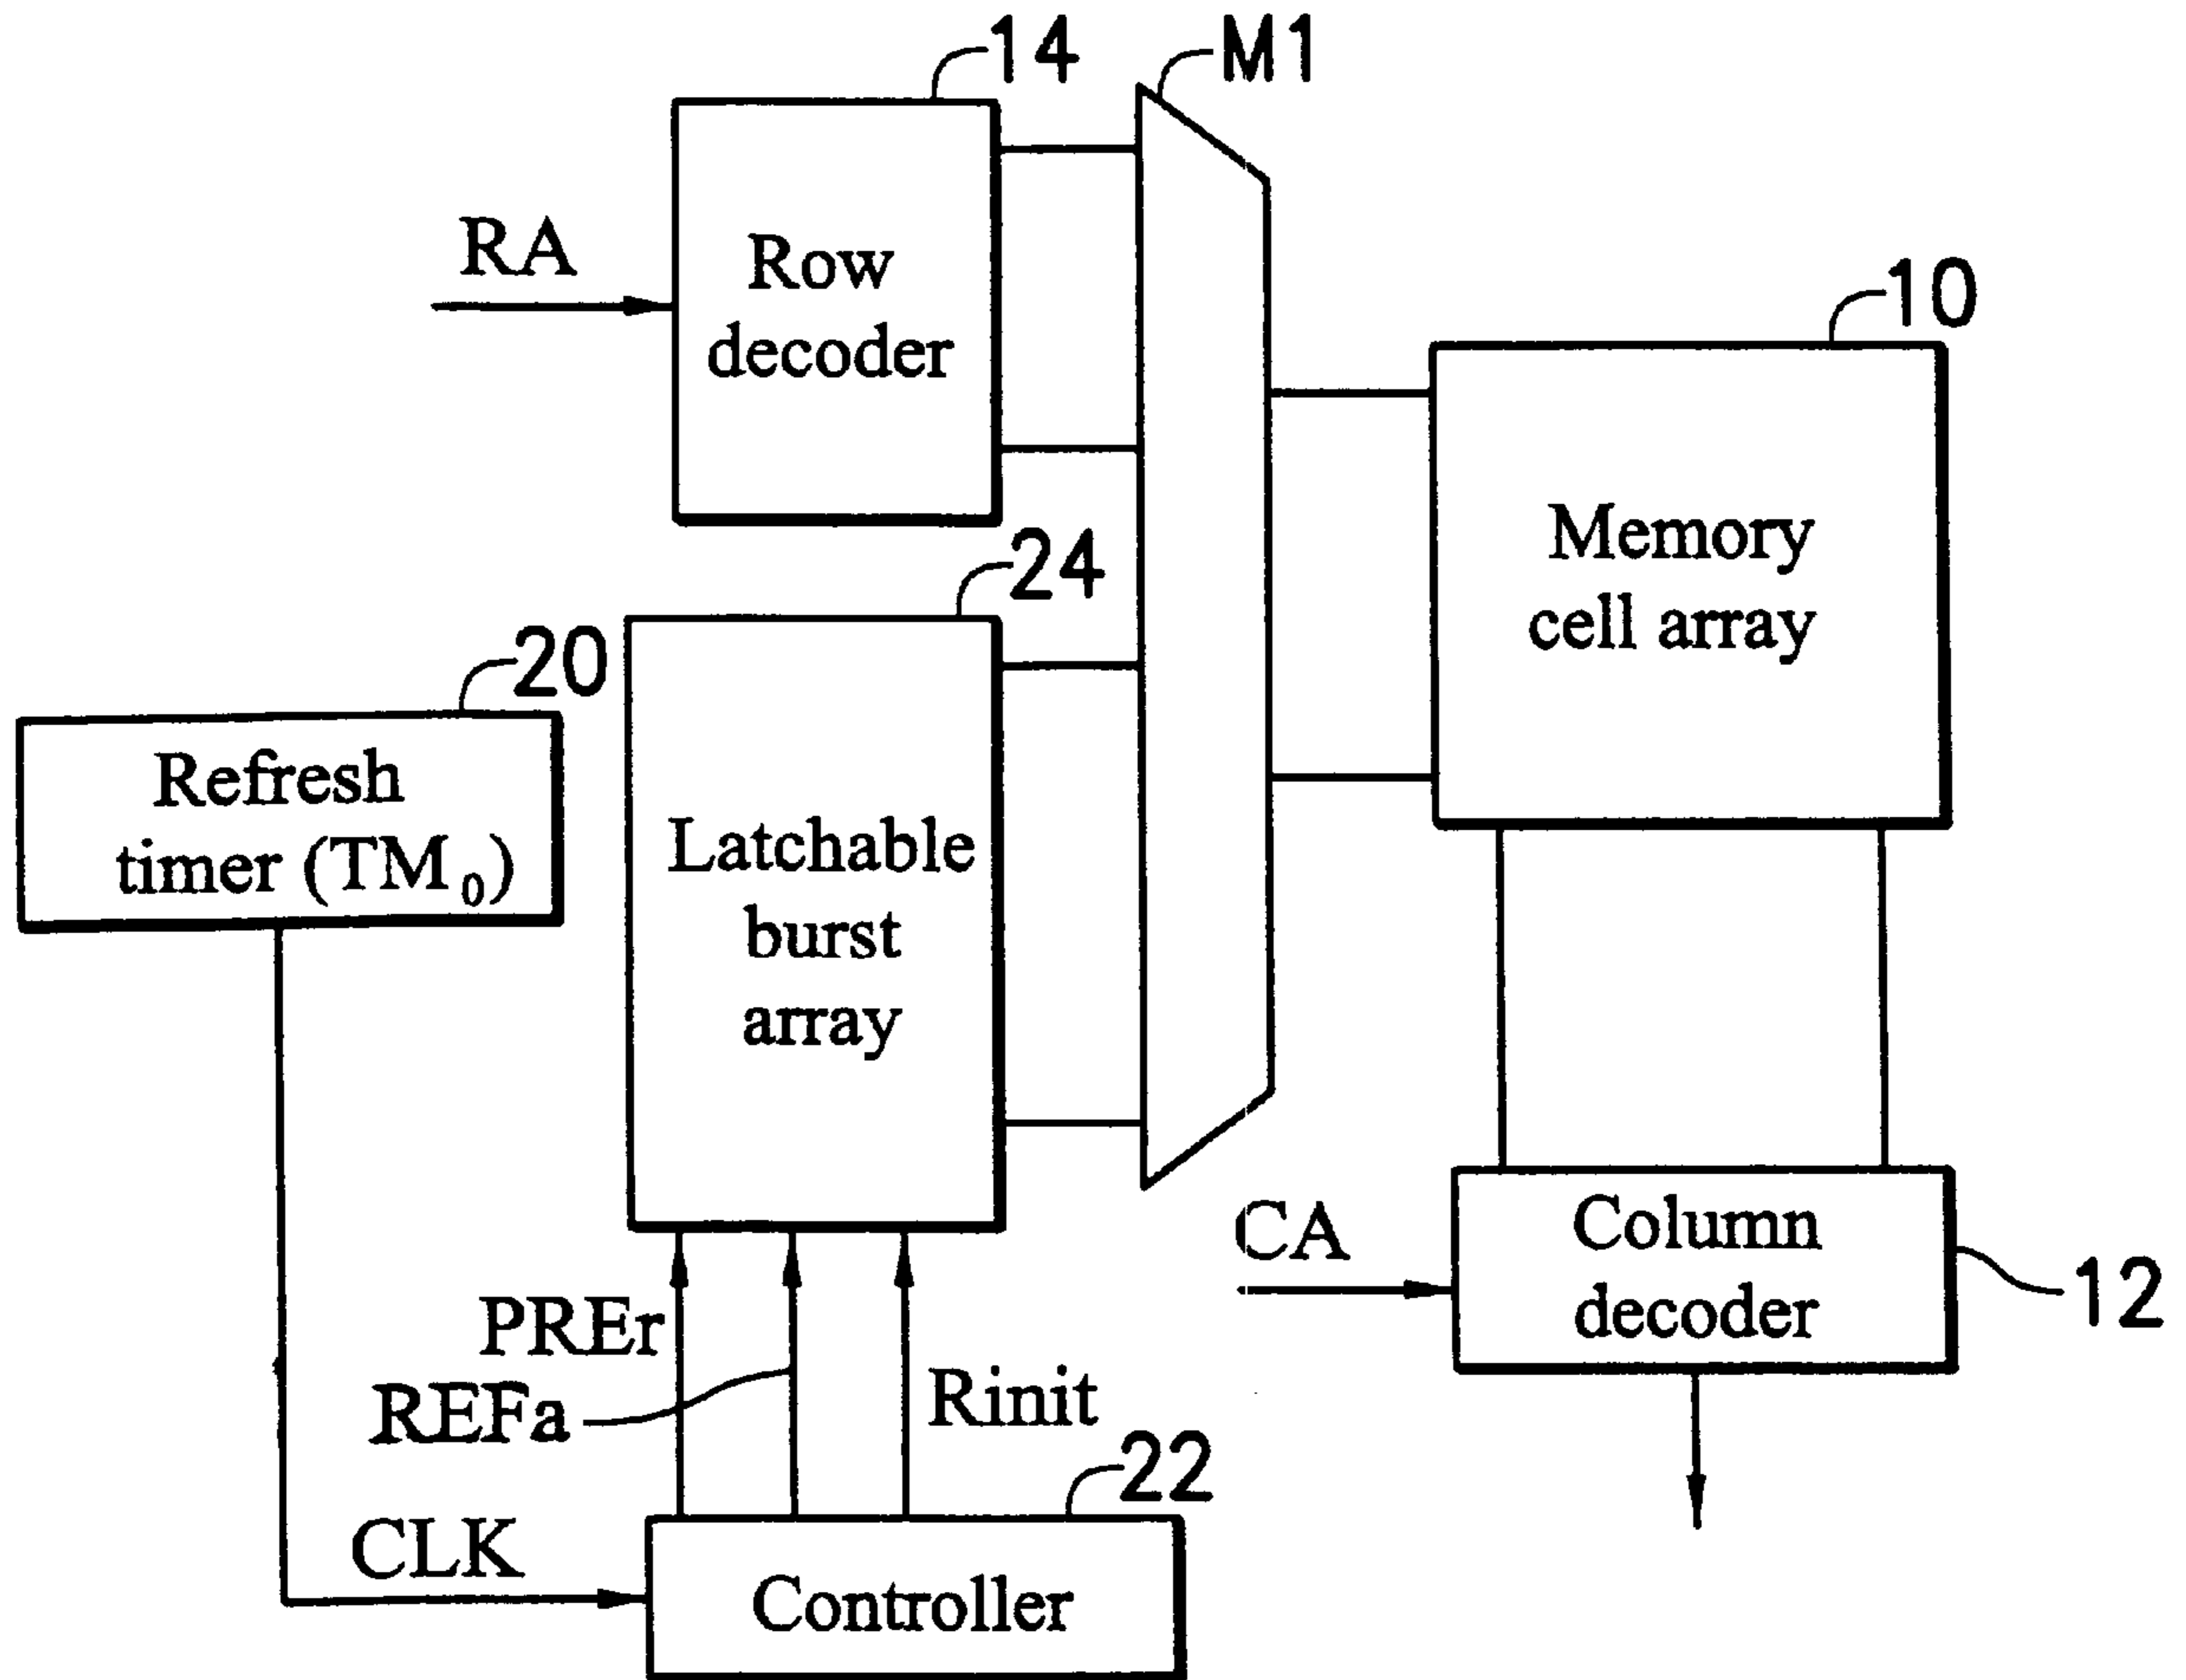 14
M1
RA
Row
decoder
10
24
Memory
cell array
20
Refresh
timer (TM₀)
Latchable
burst
array
CA
Column
decoder
12
PREr
REFa
Rinit
22
CLK
Controller